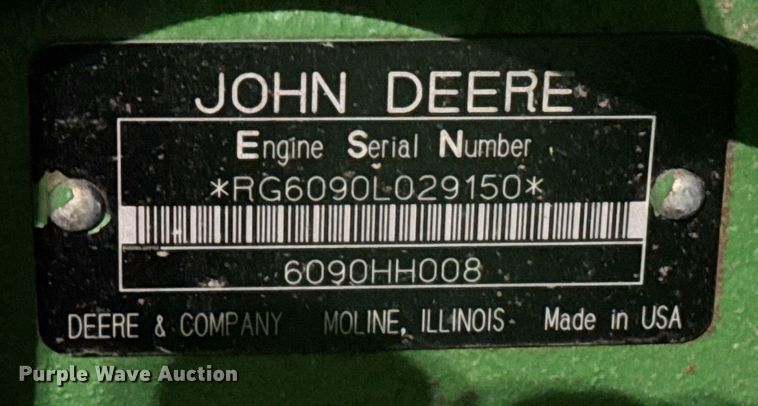 JOHN DEERE
Engine Serial Number
*RG6090L029150*
6090HH008
DEERE & COMPANY MOLINE, ILLINOIS Made in USA
Purple Wave Auction